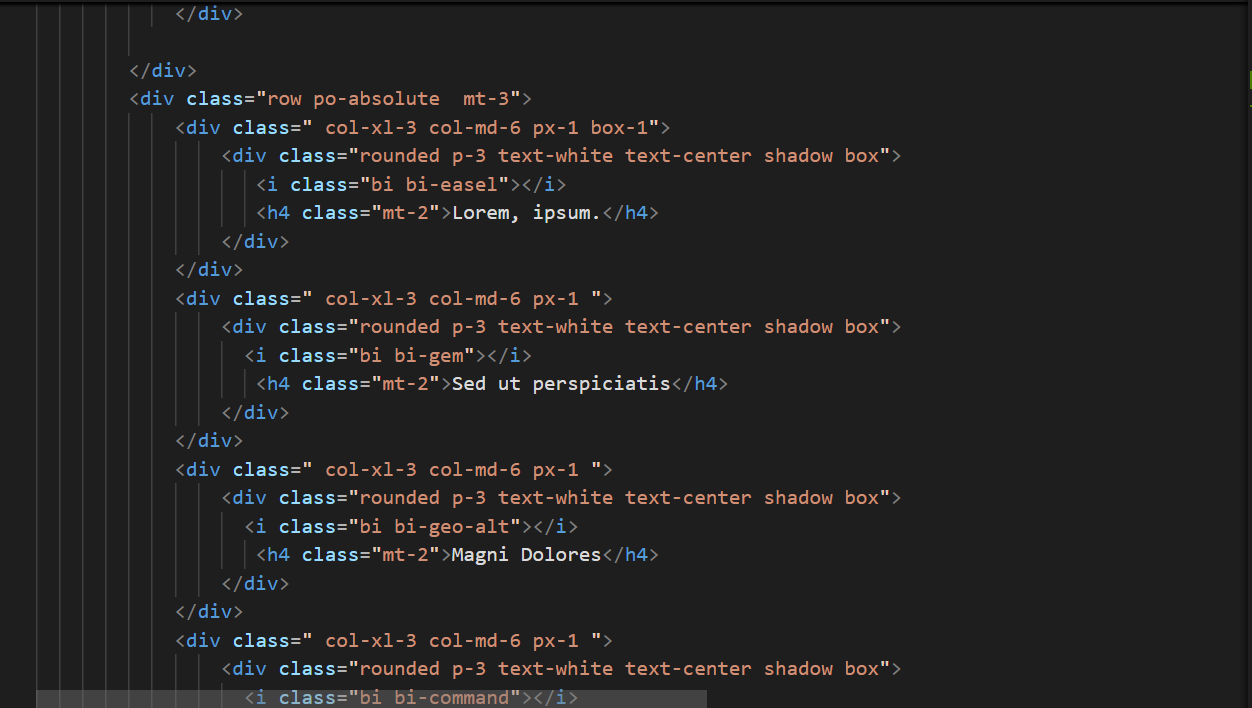 </div>
</div>
<div class="row po-absolute  mt-3">
<div class=" col-xl-3 col-md-6 px-1 box-1">
<div class="rounded p-3 text-white text-center shadow box">
<i class="bi bi-easel"></i>
<h4 class="mt-2">Lorem, ipsum.</h4>
</div>
</div>
<div class=" col-xl-3 col-md-6 px-1 ">
<div class="rounded p-3 text-white text-center shadow box">
<i class="bi bi-gem"></i>
<h4 class="mt-2">Sed ut perspiciatis</h4>
</div>
</div>
<div class=" col-xl-3 col-md-6 px-1 ">
<div class="rounded p-3 text-white text-center shadow box">
<i class="bi bi-geo-alt"></i>
<h4 class="mt-2">Magni Dolores</h4>
</div>
</div>
<div class=" col-xl-3 col-md-6 px-1 ">
<div class="rounded p-3 text-white text-center shadow box">
<i class="bi bi-command"></i>